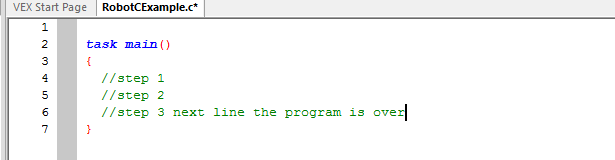 VEX Start Page RobotCExample.c*
1
2 task main()
3 {
4 //step 1
5 //step 2
6 //step 3 next line the program is over
7 }